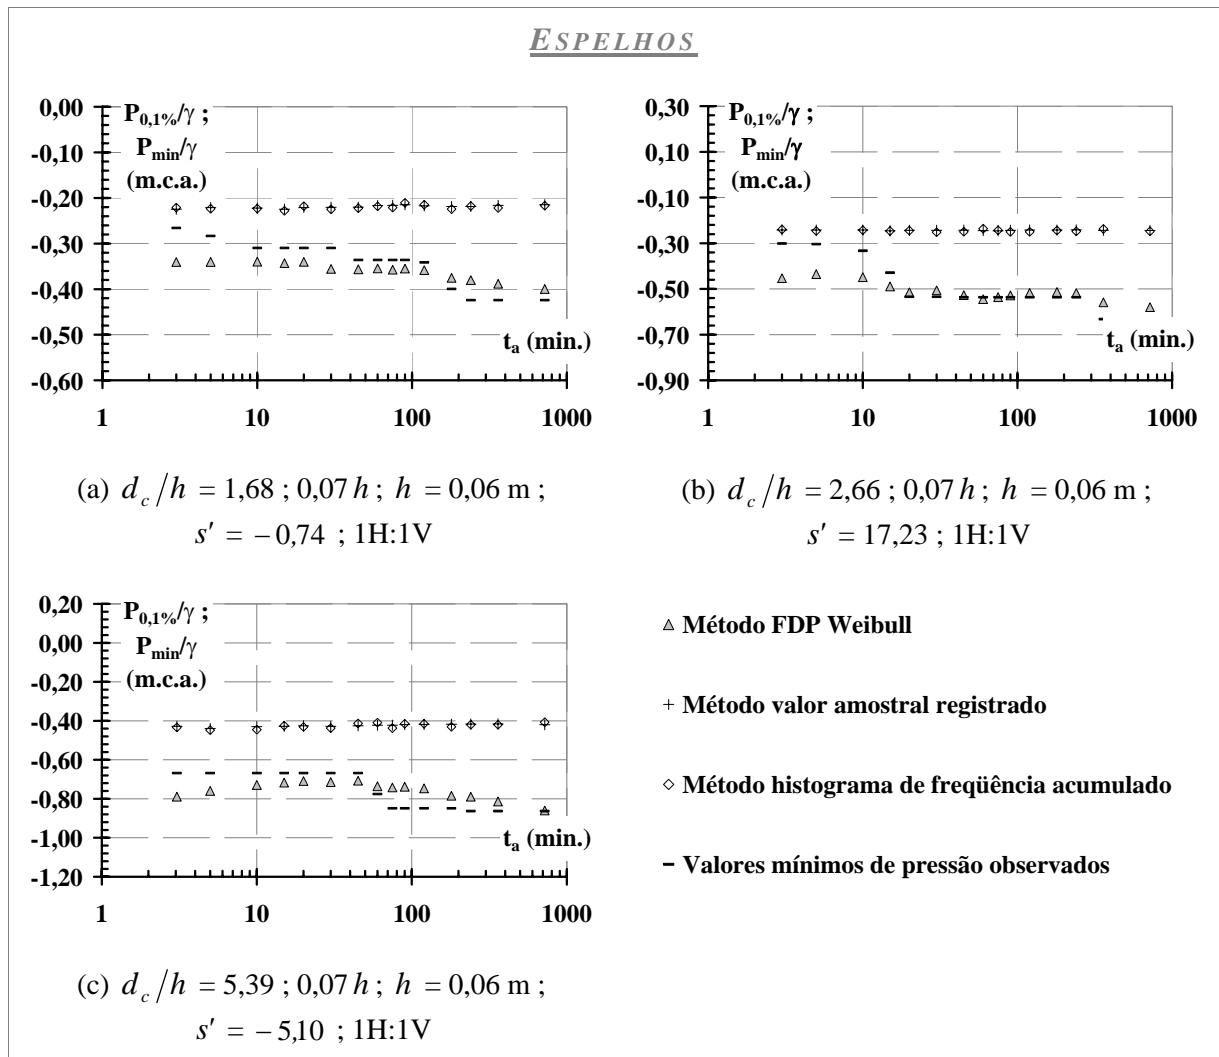 ESPELHOS
0,00
-0,10
-0,20
-0,30
-0,40
-0,50
-0,60
P0,1%/γ ;
Pmin/γ
(m.c.a.)
ta (min.)
1 10 100 1000
(a) d_c/h = 1,68 ; 0,07 h ; h = 0,06 m ;
s′ = −0,74 ; 1H:1V
0,30
0,10
-0,10
-0,30
-0,50
-0,70
-0,90
P0,1%/γ ;
Pmin/γ
(m.c.a.)
ta (min.)
1 10 100 1000
(b) d_c/h = 2,66 ; 0,07 h ; h = 0,06 m ;
s′ = 17,23 ; 1H:1V
0,20
0,00
-0,20
-0,40
-0,60
-0,80
-1,00
-1,20
P0,1%/γ ;
Pmin/γ
(m.c.a.)
ta (min.)
1 10 100 1000
(c) d_c/h = 5,39 ; 0,07 h ; h = 0,06 m ;
s′ = −5,10 ; 1H:1V
Método FDP Weibull
Método valor amostral registrado
Método histograma de freqüência acumulado
Valores mínimos de pressão observados